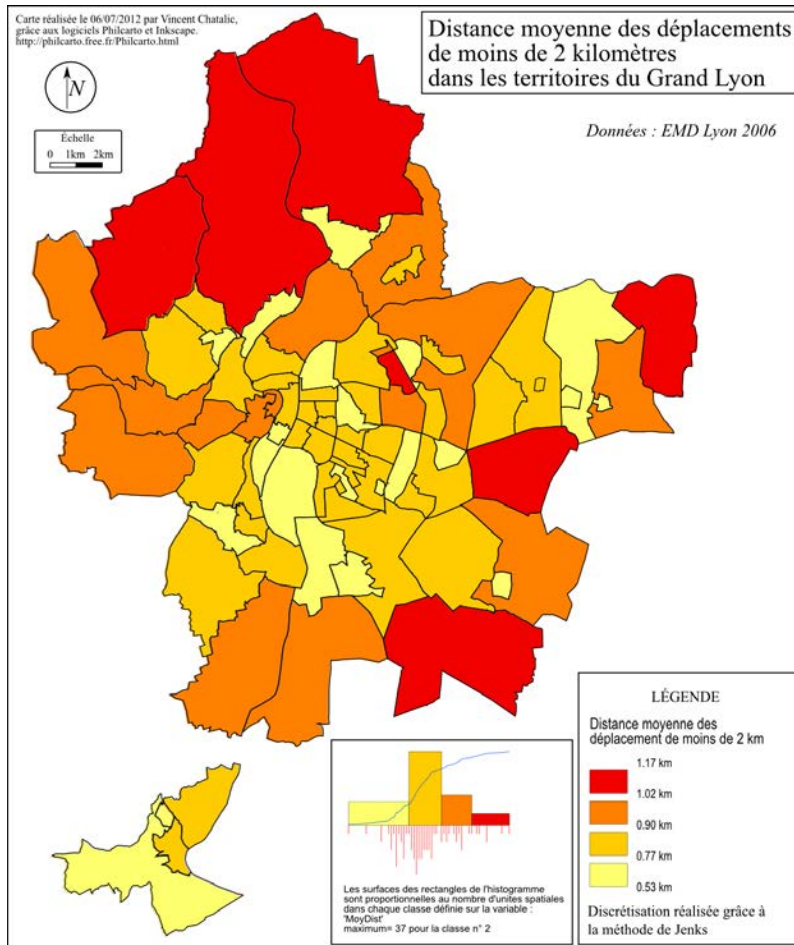 Carte réalisée le 06/07/2012 par Vincent Chatalic,
grâce aux logiciels Philcarto et Inkscape.
http://philcarto.free.fr/Philcarto.html
Distance moyenne des déplacements
de moins de 2 kilomètres
dans les territoires du Grand Lyon
N
Données : EMD Lyon 2006
Échelle
0 1km 2km
LÉGENDE
Distance moyenne des
déplacement de moins de 2 km
1.17 km
1.02 km
0.90 km
0.77 km
0.53 km
Discrétisation réalisée grâce à
la méthode de Jenks
Les surfaces des rectangles de l'histogramme
sont proportionnelles au nombre d'unites spatiales
dans chaque classe définie sur la variable :
'MoyDist'
maximum= 37 pour la classe n° 2